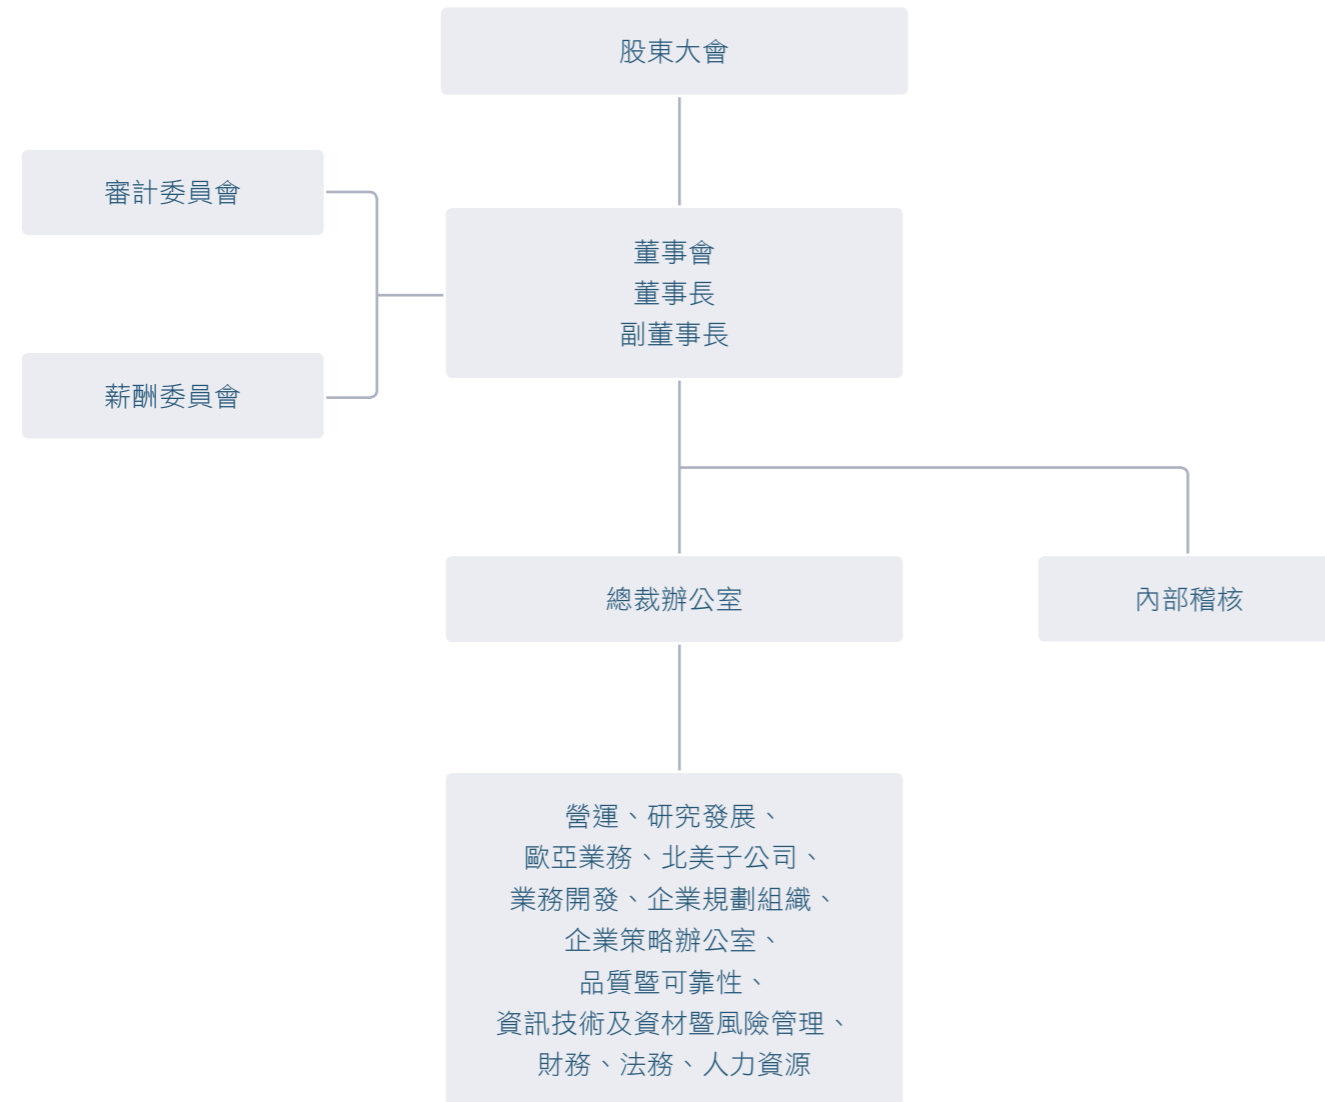 股東大會
審計委員會
董事會
董事長
副董事長
薪酬委員會
總裁辦公室
內部稽核
營運、研究發展、
歐亞業務、北美子公司、
業務開發、企業規劃組織、
企業策略辦公室、
品質暨可靠性、
資訊技術及資材暨風險管理、
財務、法務、人力資源